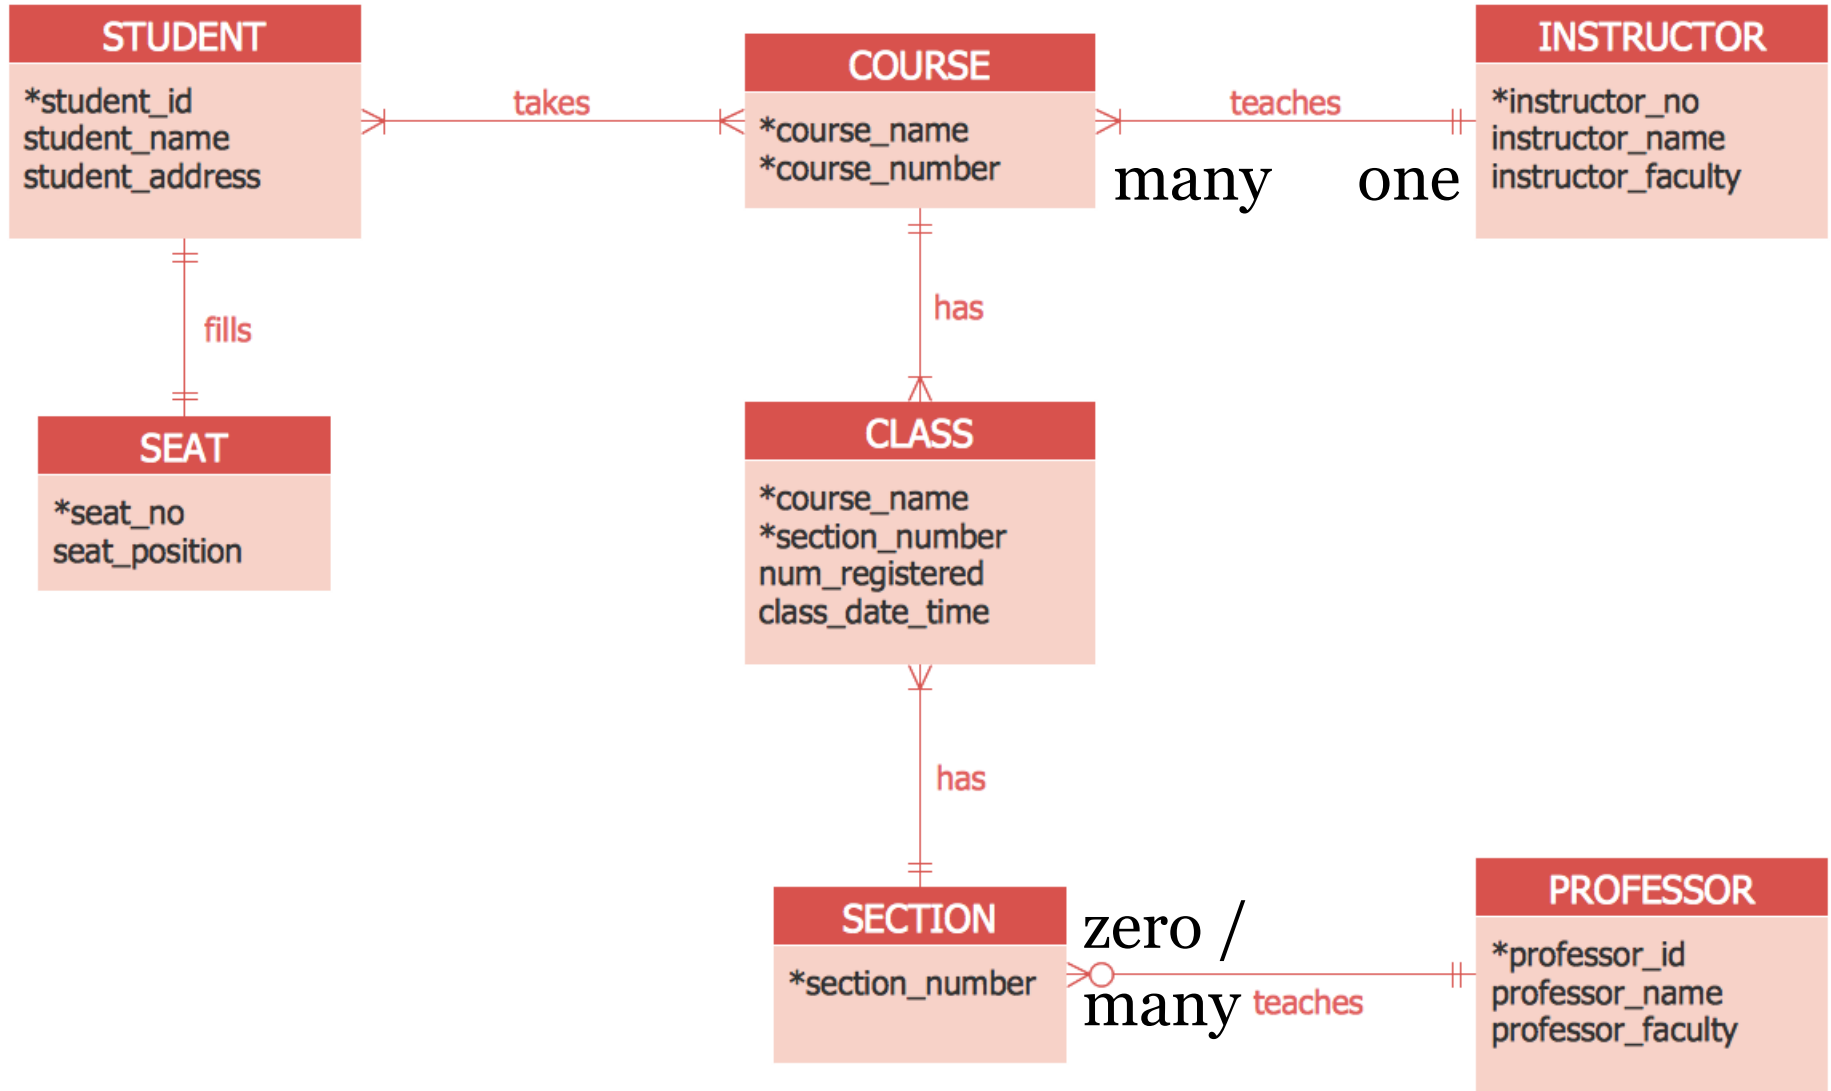 STUDENT
*student_id
student_name
student_address
takes
COURSE
*course_name
*course_number
teaches
many one
INSTRUCTOR
*instructor_no
instructor_name
instructor_faculty
fills
has
SEAT
*seat_no
seat_position
CLASS
*course_name
*section_number
num_registered
class_date_time
has
SECTION
*section_number
zero /
many
teaches
PROFESSOR
*professor_id
professor_name
professor_faculty